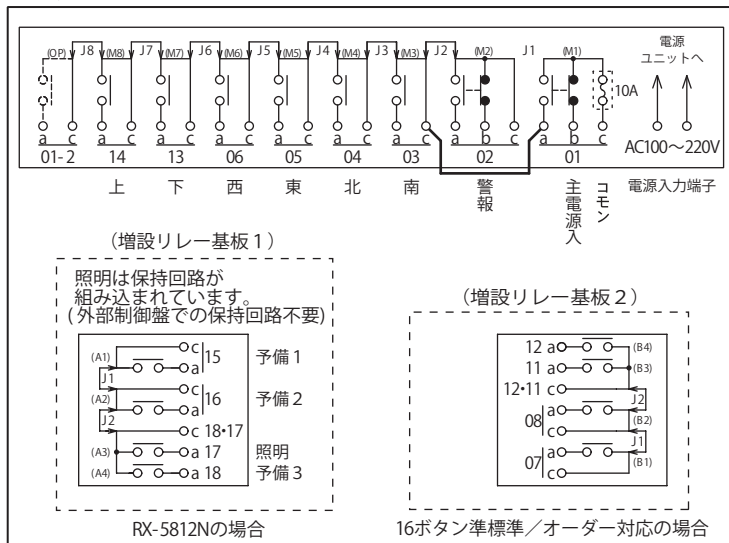 (OP) J8 (M8) J7 (M7) J6 (M6) J5 (M5) J4 (M4) J3 (M3) J2 (M2) J1 (M1) 電源
ユニットへ
10A
a c a c a c a c a c a c a c a b c a b c
01-2 14 13 06 05 04 03 02 01 AC100～220V
上 下 西 東 北 南 警報 主電源入 コモン 電源入力端子
（増設リレー基板１）
照明は保持回路が
組み込まれています。
(外部制御盤での保持回路不要)
(A1) c 15 予備１
J1 a
(A2) c 16 予備２
J2 a
c 18•17
(A3) a 17 照明
(A4) a 18 予備３
RX-5812Nの場合
（増設リレー基板２）
12 a (B4)
11 a (B3)
12•11 c
08 a J2
c (B2)
07 a J1
c (B1)
16ボタン準標準／オーダー対応の場合